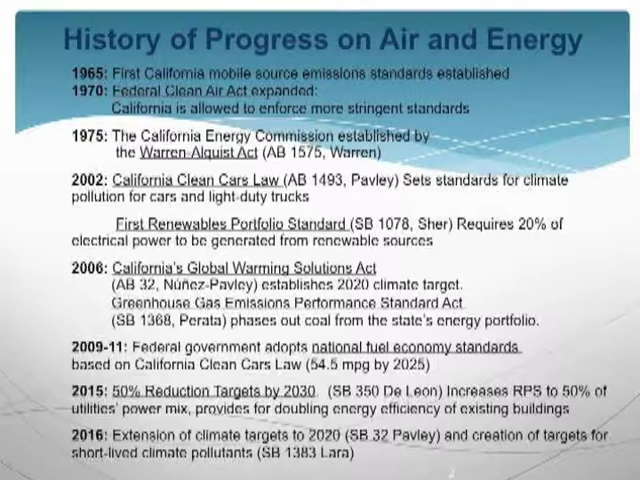 History of Progress on Air and Energy
1965: First California mobile source emissions standards established
1970: Federal Clean Air Act expanded:
California is allowed to enforce more stringent standards
1975: The California Energy Commission established by
the Warren-Alquist Act (AB 1575, Warren)
2002: California Clean Cars Law (AB 1493, Pavley) Sets standards for climate
pollution for cars and light-duty trucks
First Renewables Portfolio Standard (SB 1078, Sher) Requires 20% of
electrical power to be generated from renewable sources
2006: California's Global Warming Solutions Act
(AB 32, Núñez-Pavley) establishes 2020 climate target.
Greenhouse Gas Emissions Performance Standard Act
(SB 1368, Perata) phases out coal from the state's energy portfolio.
2009-11: Federal government adopts national fuel economy standards
based on California Clean Cars Law (54.5 mpg by 2025)
2015: 50% Reduction Targets by 2030 (SB 350 De Leon) Increases RPS to 50% of
utilities' power mix, provides for doubling energy efficiency of existing buildings
2016: Extension of climate targets to 2020 (SB 32 Pavley) and creation of targets for
short-lived climate pollutants (SB 1383 Lara)